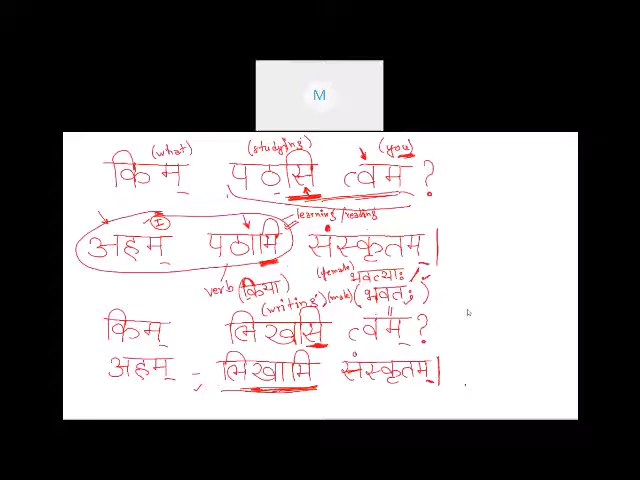 M
(what) (studying) (you)
किम् पठसि त्वम् ?
I learning/reading
अहम् पठामि संस्कृतम् |
verb (क्रिया) (female) भवत्याः
(writing) (male) (भवतः)
किम् लिखसि त्वम् ?
अहम् - लिखामि संस्कृतम् |